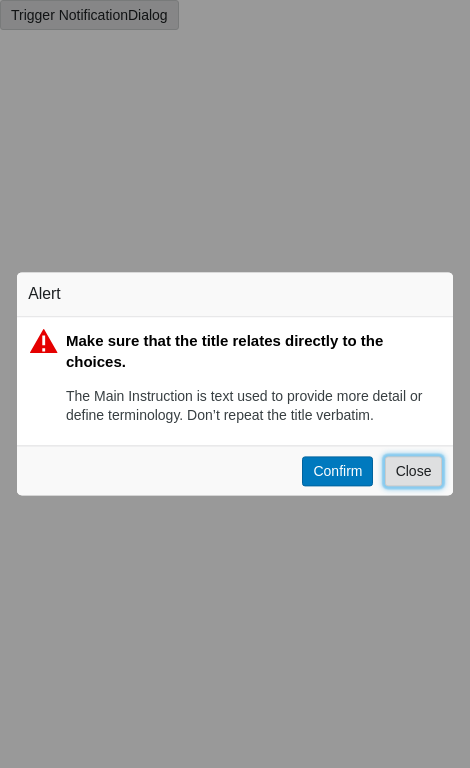 Trigger NotificationDialog
Alert
Make sure that the title relates directly to the
choices.
The Main Instruction is text used to provide more detail or
define terminology. Don’t repeat the title verbatim.
Confirm
Close